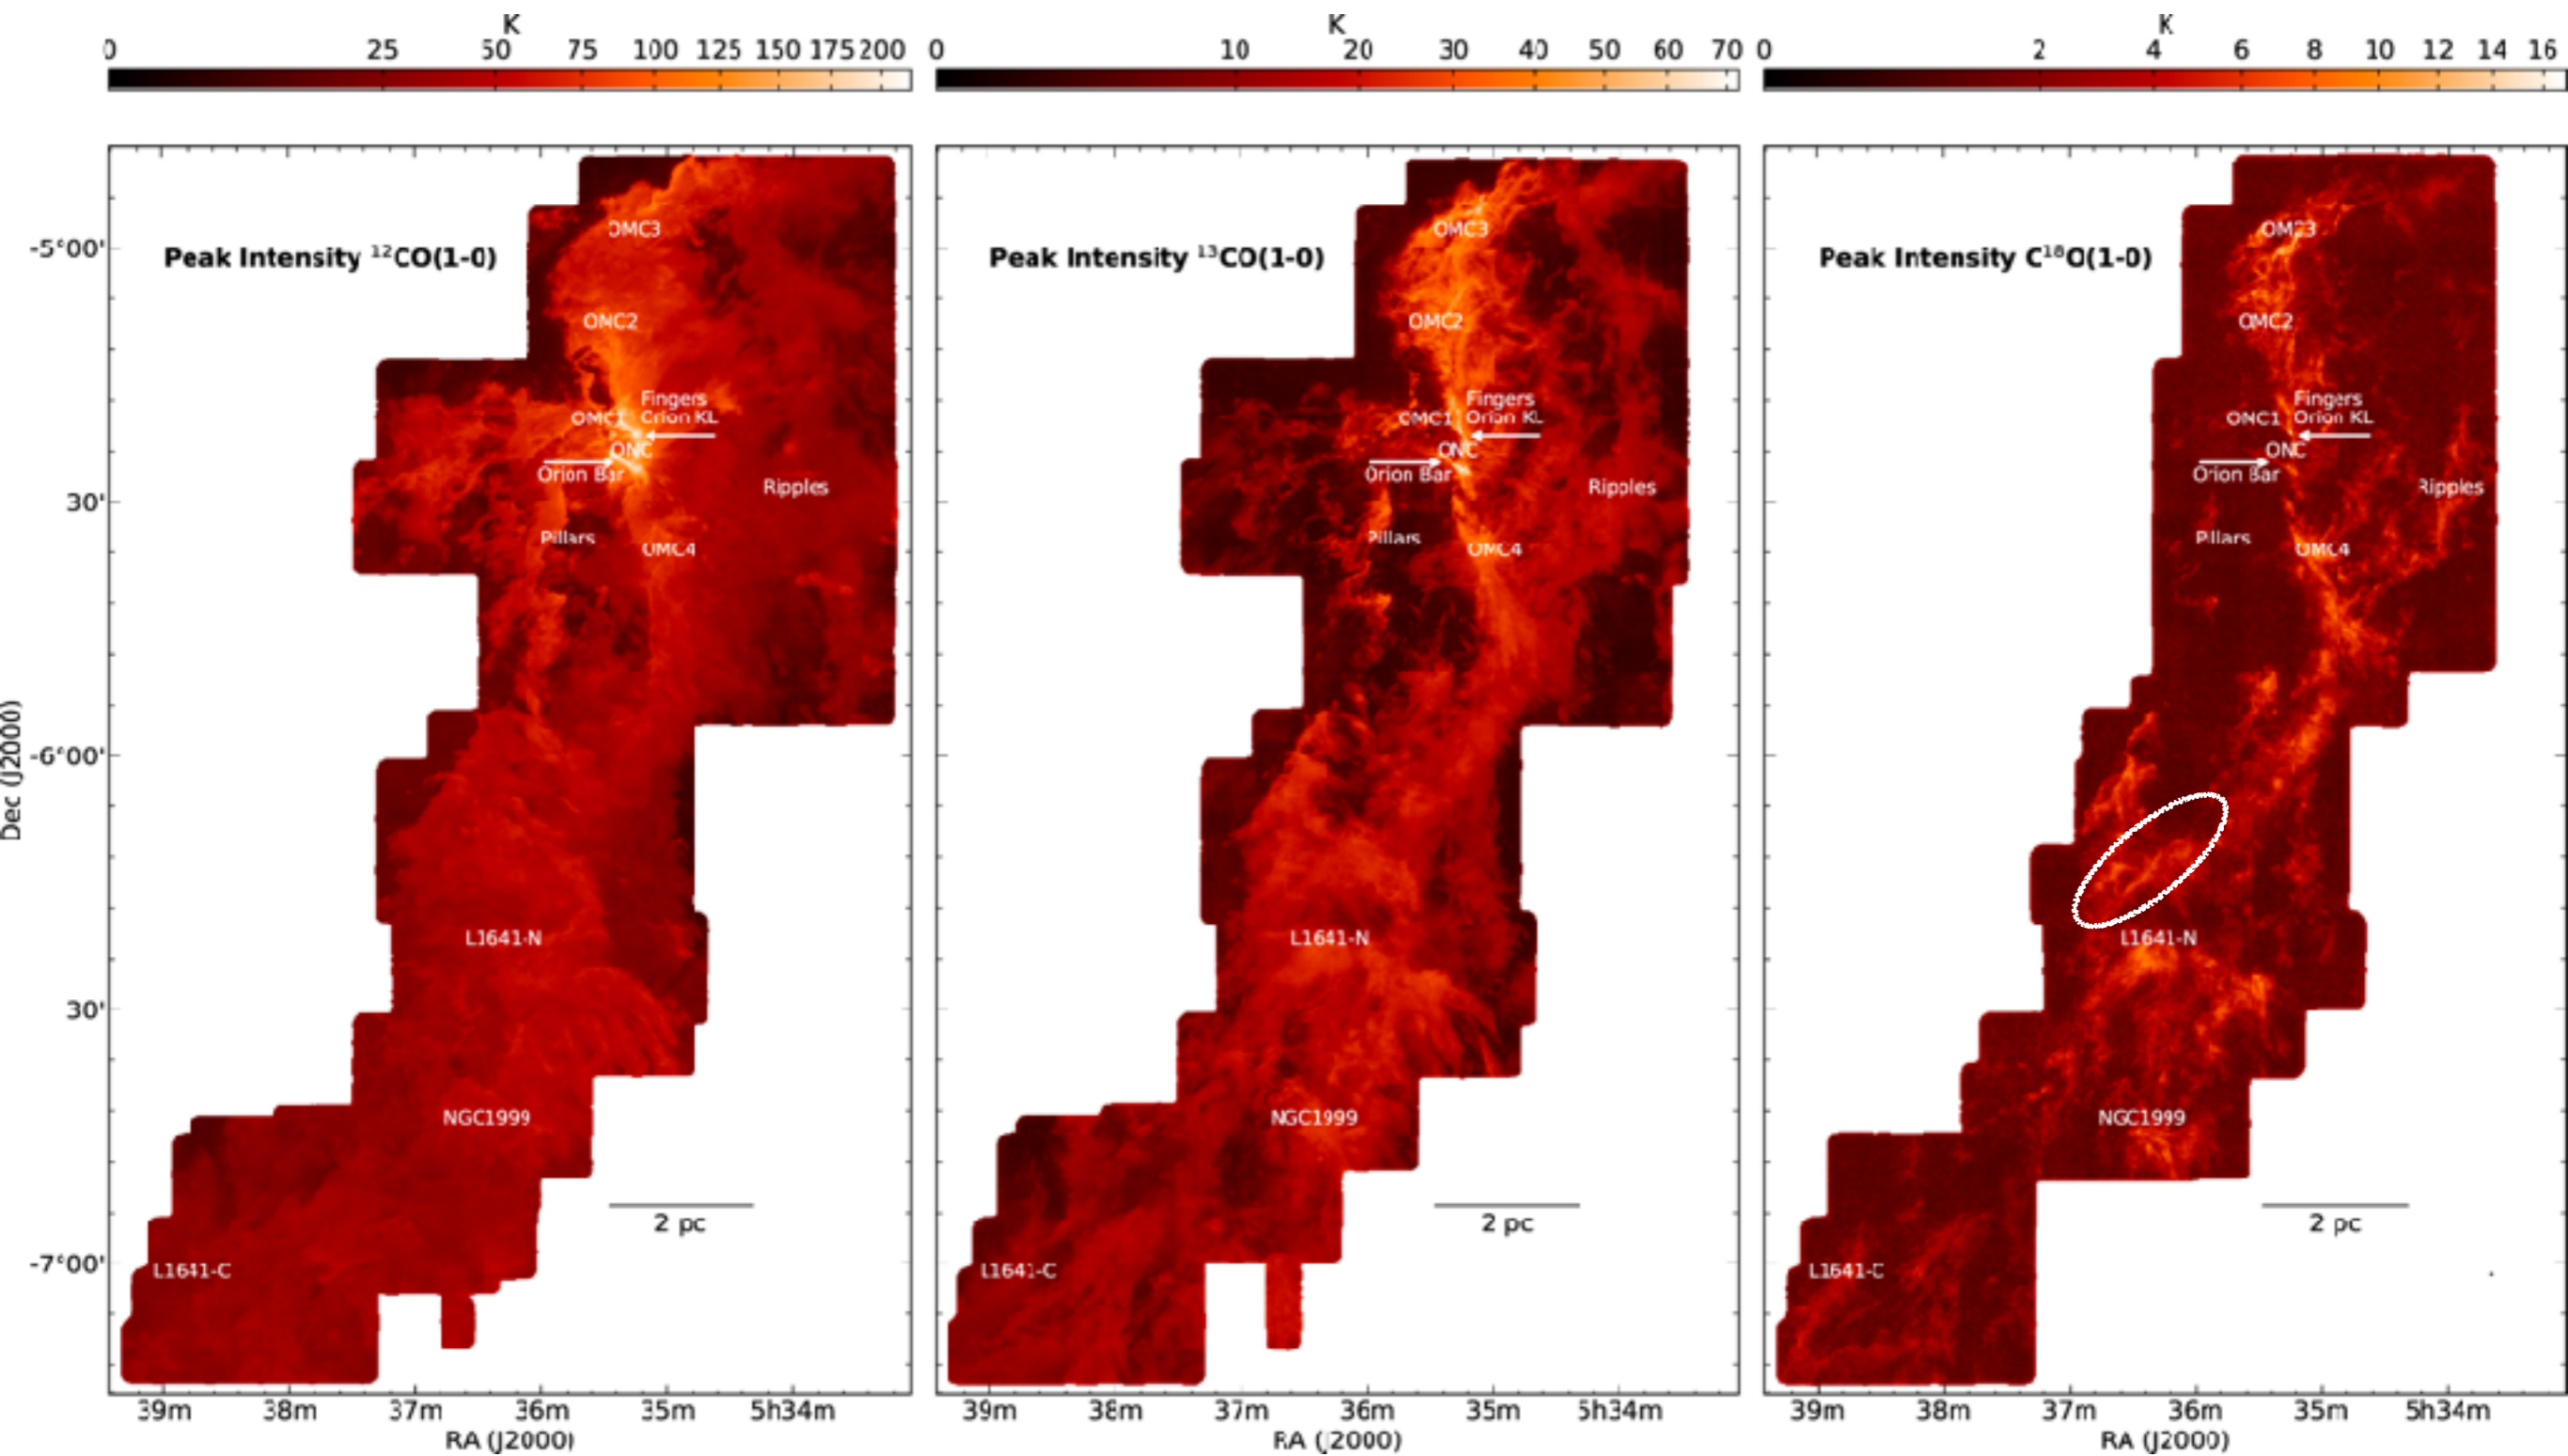 K
0 25 50 75 100 125 150 175 200
K
0 10 20 30 40 50 60 70
K
0 2 4 6 8 10 12 14 16
Dec (J2000)
-5°00'
30'
-6°00'
30'
-7°00'
Peak Intensity ¹²CO(1-0)
OMC3
OMC2
Fingers
OMC1 Orion KL
ONC
Orion Bar
Ripples
Pillars
OMC4
L1641-N
NGC1999
2 pc
L1641-C
39m 38m 37m 36m 35m 5h34m
RA (J2000)
Peak Intensity ¹³CO(1-0)
OMC3
OMC2
Fingers
OMC1 Orion KL
ONC
Orion Bar
Ripples
Pillars
OMC4
L1641-N
NGC1999
2 pc
L1641-C
39m 38m 37m 36m 35m 5h34m
RA (J2000)
Peak Intensity C¹⁸O(1-0)
OMC3
OMC2
Fingers
OMC1 Orion KL
ONC
Orion Bar
Ripples
Pillars
OMC4
L1641-N
NGC1999
2 pc
L1641-C
39m 38m 37m 36m 35m 5h34m
RA (J2000)